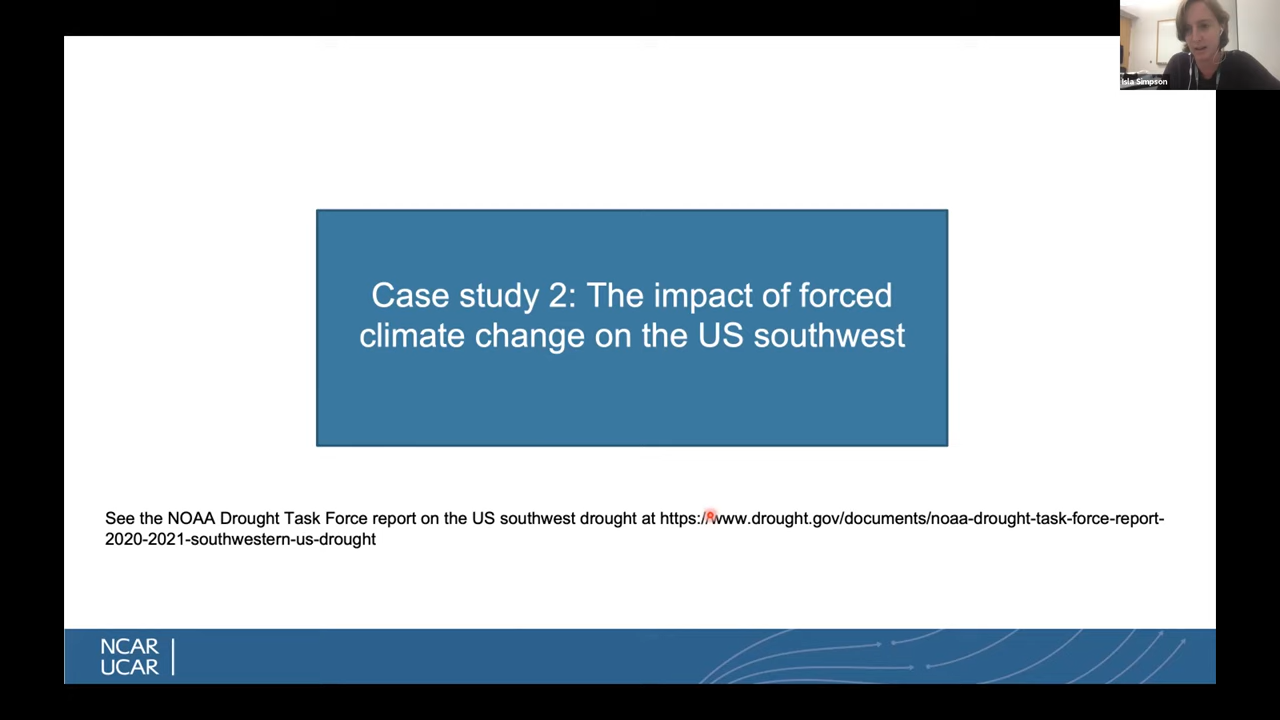 Isla Simpson
Case study 2: The impact of forced
climate change on the US southwest
See the NOAA Drought Task Force report on the US southwest drought at https://www.drought.gov/documents/noaa-drought-task-force-report-
2020-2021-southwestern-us-drought
NCAR
UCAR